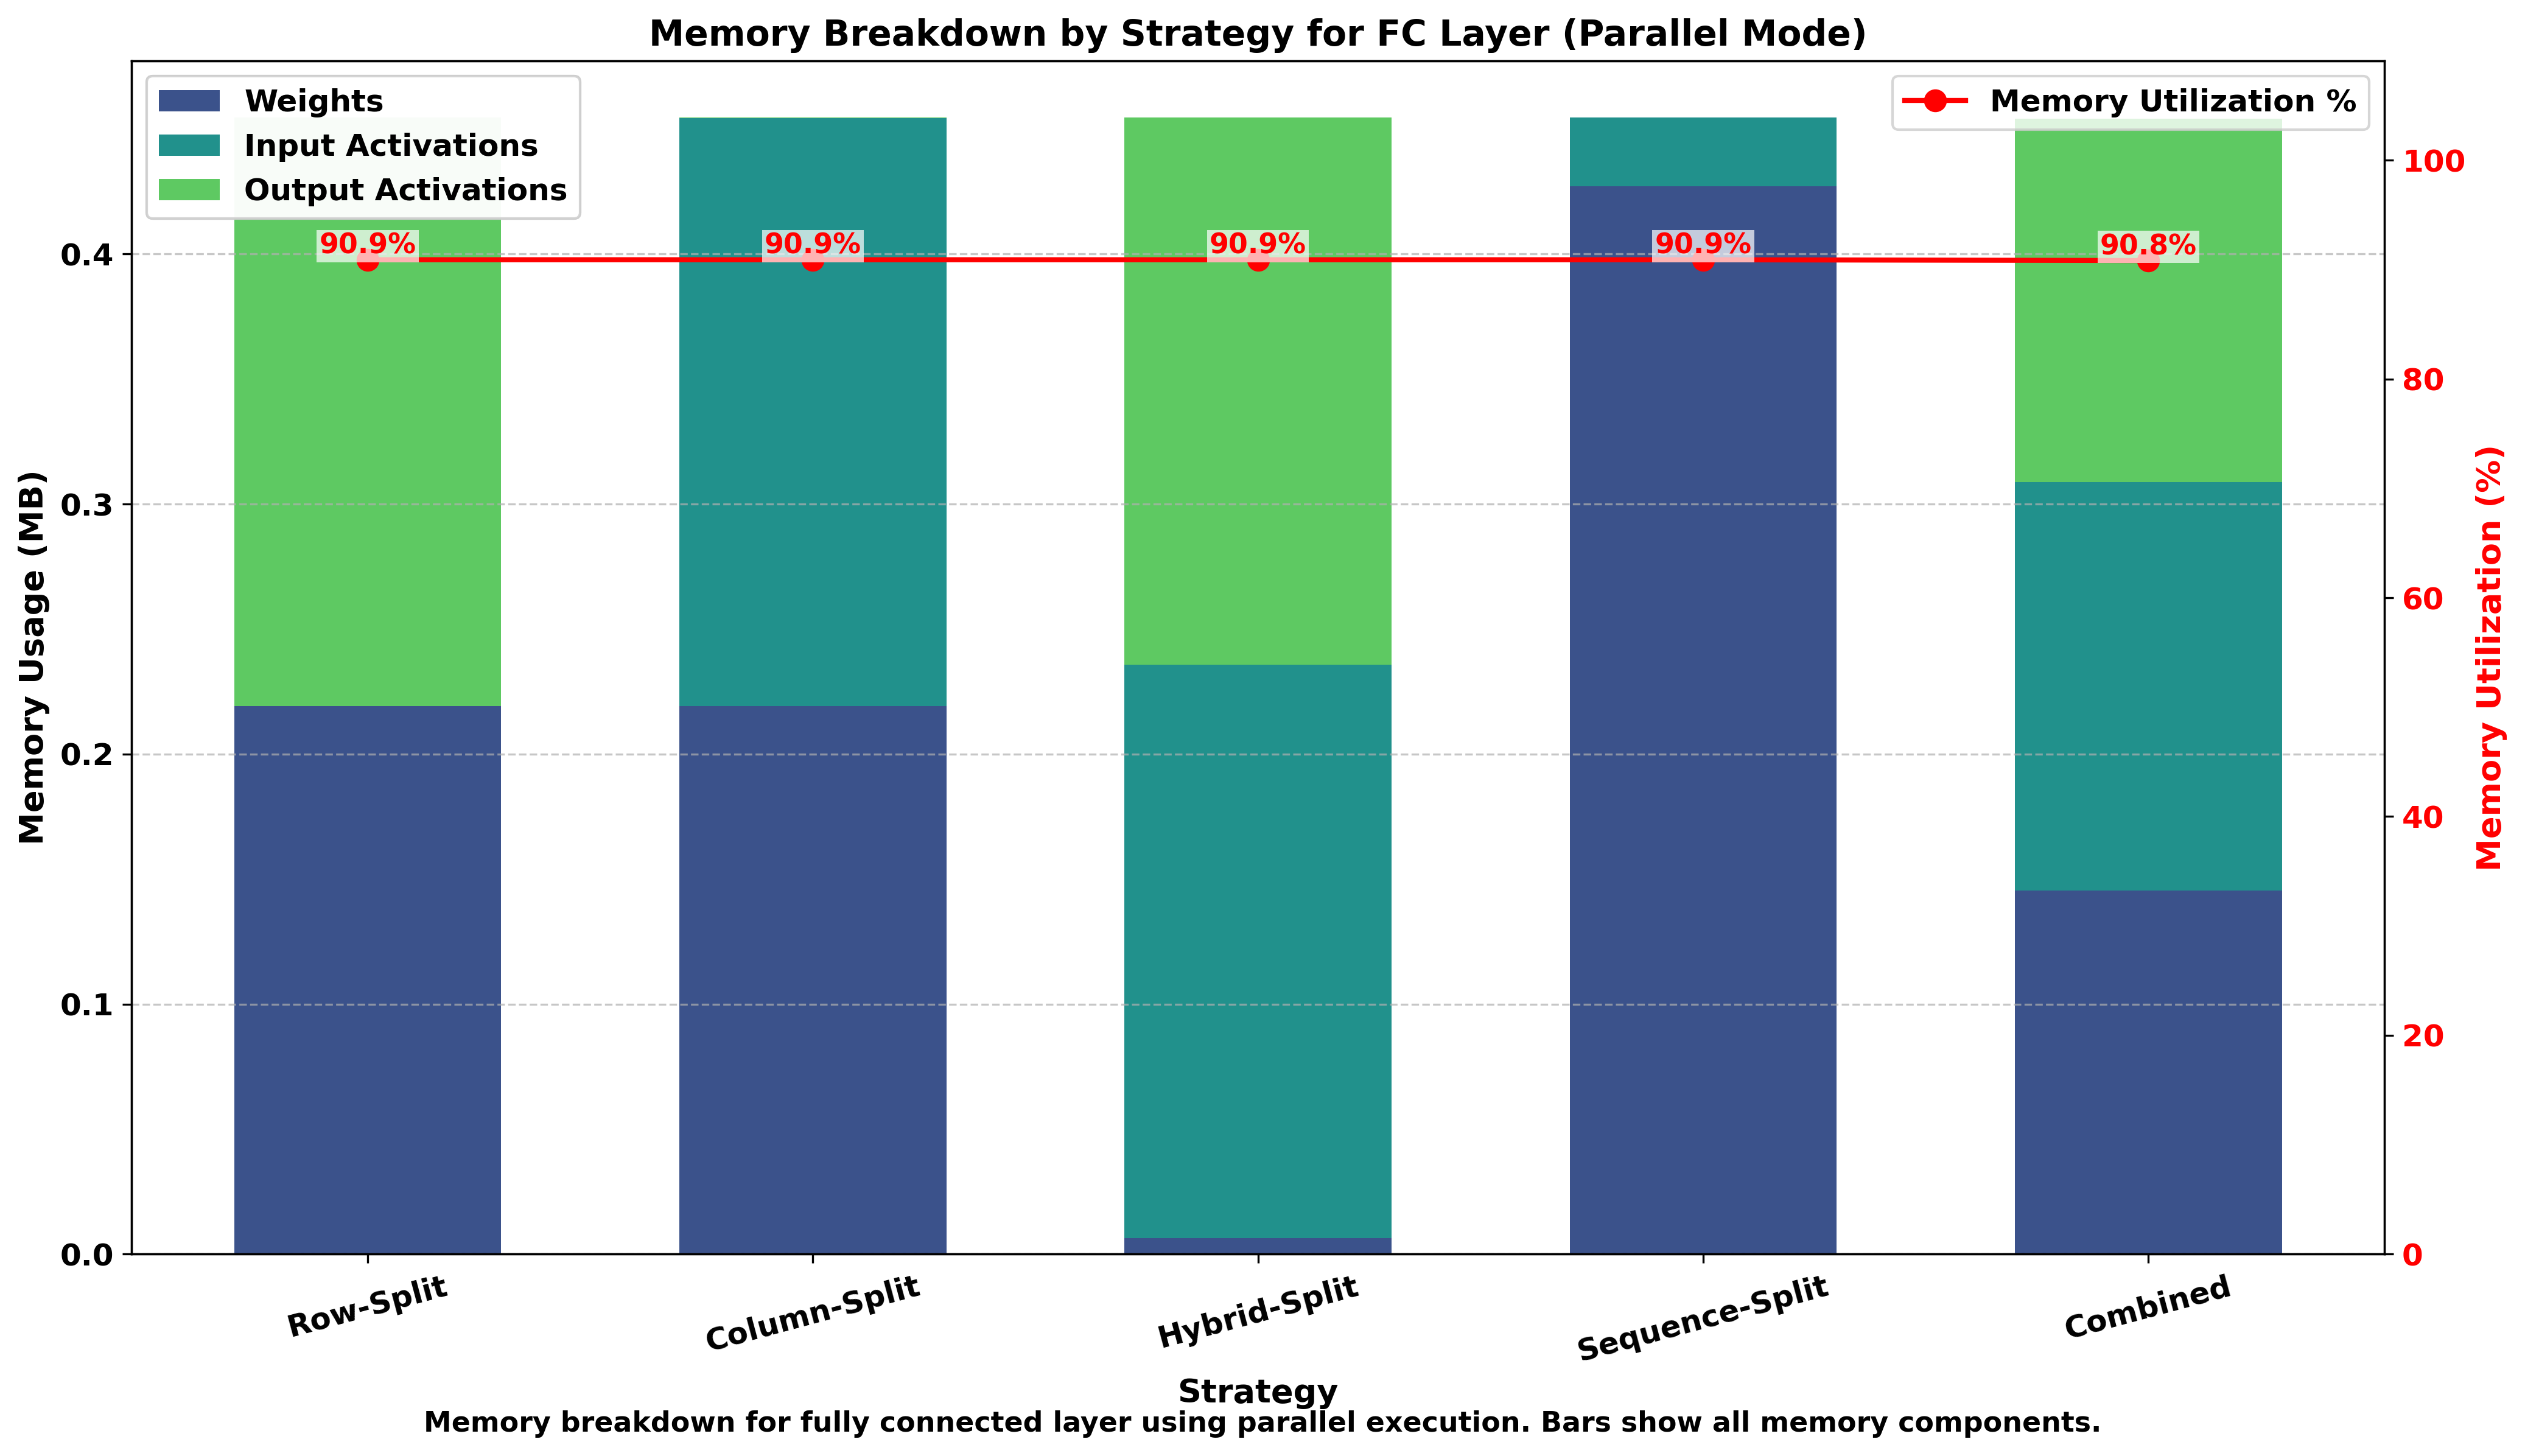 Memory Breakdown by Strategy for FC Layer (Parallel Mode)
Weights
Input Activations
Output Activations
Memory Utilization %
Memory Usage (MB)
0.4
0.3
0.2
0.1
0.0
90.9%
90.9%
90.9%
90.9%
90.8%
100
80
60
40
20
0
Memory Utilization (%)
Row-Split
Column-Split
Hybrid-Split
Sequence-Split
Combined
Strategy
Memory breakdown for fully connected layer using parallel execution. Bars show all memory components.